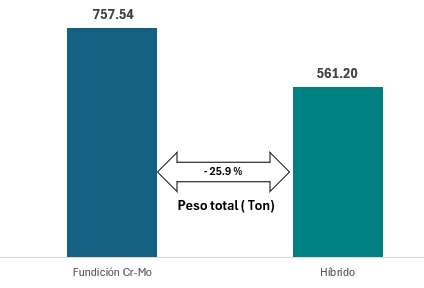 757.54
561.20
- 25.9 %
Peso total ( Ton)
Fundición Cr-Mo
Híbrido